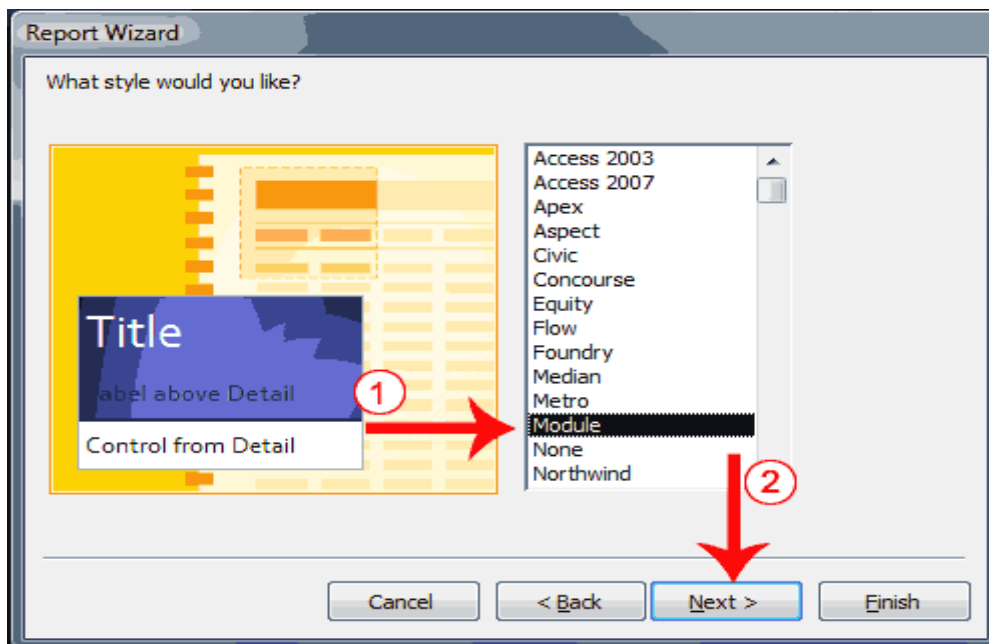 Report Wizard
What style would you like?
Title
abel above Detail
Control from Detail
1
Access 2003
Access 2007
Apex
Aspect
Civic
Concourse
Equity
Flow
Foundry
Median
Metro
Module
None
Northwind
2
Cancel
< Back
Next >
Finish